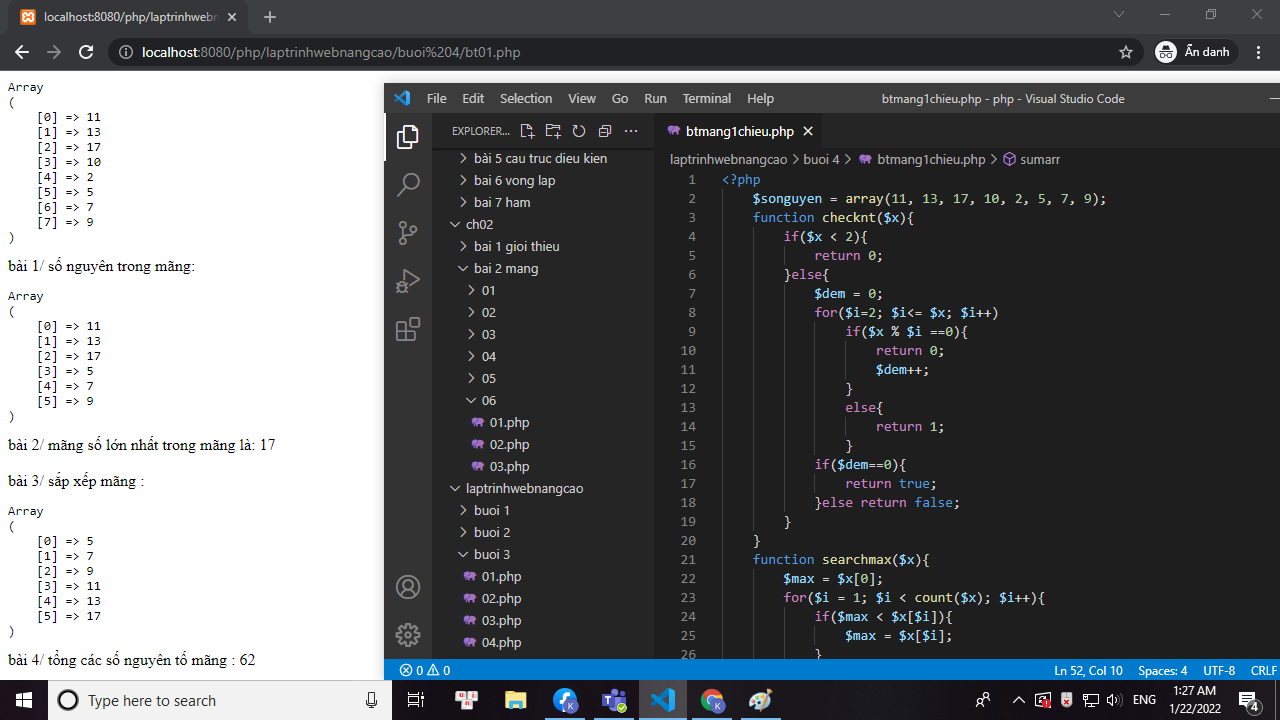 localhost:8080/php/laptrinhwebn
localhost:8080/php/laptrinhwebnangcao/buoi%204/bt01.php
Ẩn danh
Array
(
[0] => 11
[1] => 13
[2] => 17
[3] => 10
[4] => 2
[5] => 5
[6] => 7
[7] => 9
)
bài 1/ số nguyên trong mãng:
Array
(
[0] => 11
[1] => 13
[2] => 17
[3] => 5
[4] => 7
[5] => 9
)
bài 2/ mãng số lớn nhất trong mãng là: 17
bài 3/ sắp xếp mãng :
Array
(
[0] => 5
[1] => 7
[2] => 9
[3] => 11
[4] => 13
[5] => 17
)
bài 4/ tổng các số nguyên tố mãng : 62
File Edit Selection View Go Run Terminal Help
btmang1chieu.php - php - Visual Studio Code
EXPLORER...
bài 5 cau truc dieu kien
bai 6 vong lap
bai 7 ham
ch02
bai 1 gioi thieu
bai 2 mang
01
02
03
04
05
06
01.php
02.php
03.php
laptrinhwebnangcao
buoi 1
buoi 2
buoi 3
01.php
02.php
03.php
04.php
btmang1chieu.php
laptrinhwebnangcao > buoi 4 > btmang1chieu.php > sumarr
1 <?php
2 $songuyen = array(11, 13, 17, 10, 2, 5, 7, 9);
3 function checknt($x){
4 if($x < 2){
5 return 0;
6 }else{
7 $dem = 0;
8 for($i=2; $i<= $x; $i++)
9 if($x % $i ==0){
10 return 0;
11 $dem++;
12 }
13 else{
14 return 1;
15 }
16 if($dem==0){
17 return true;
18 }else return false;
19 }
20 }
21 function searchmax($x){
22 $max = $x[0];
23 for($i = 1; $i < count($x); $i++){
24 if($max < $x[$i]){
25 $max = $x[$i];
26 }
0 0
Ln 52, Col 10 Spaces: 4 UTF-8 CRLF
Type here to search
ENG
1:27 AM
1/22/2022
4